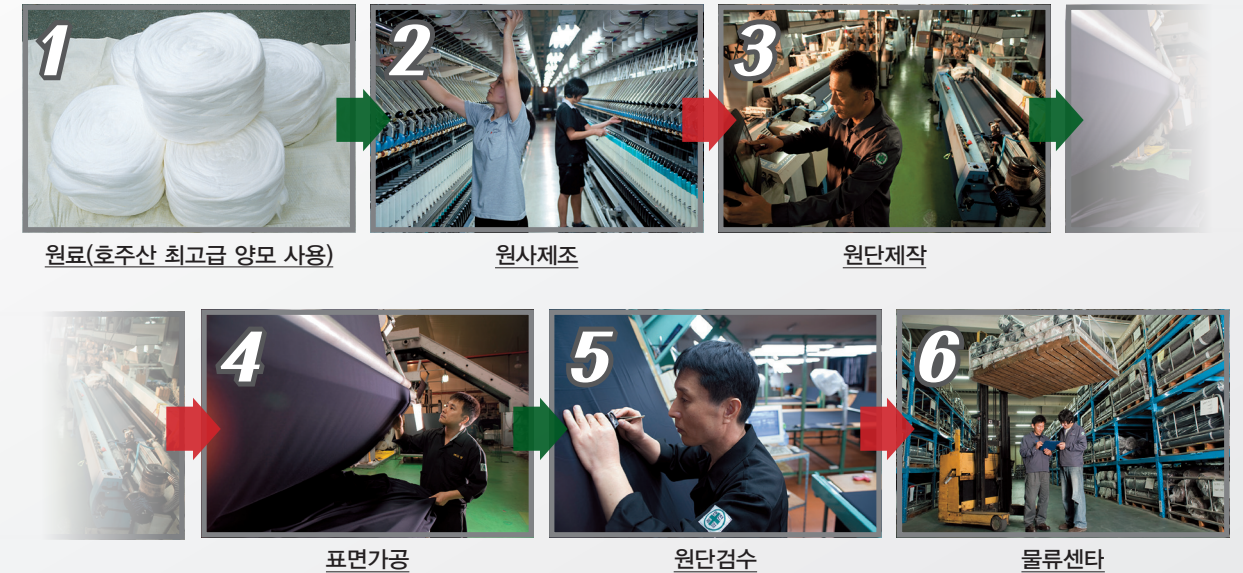 1
2
3
원료(호주산 최고급 양모 사용)
원사제조
원단제작
4
5
6
표면가공
원단검수
물류센타